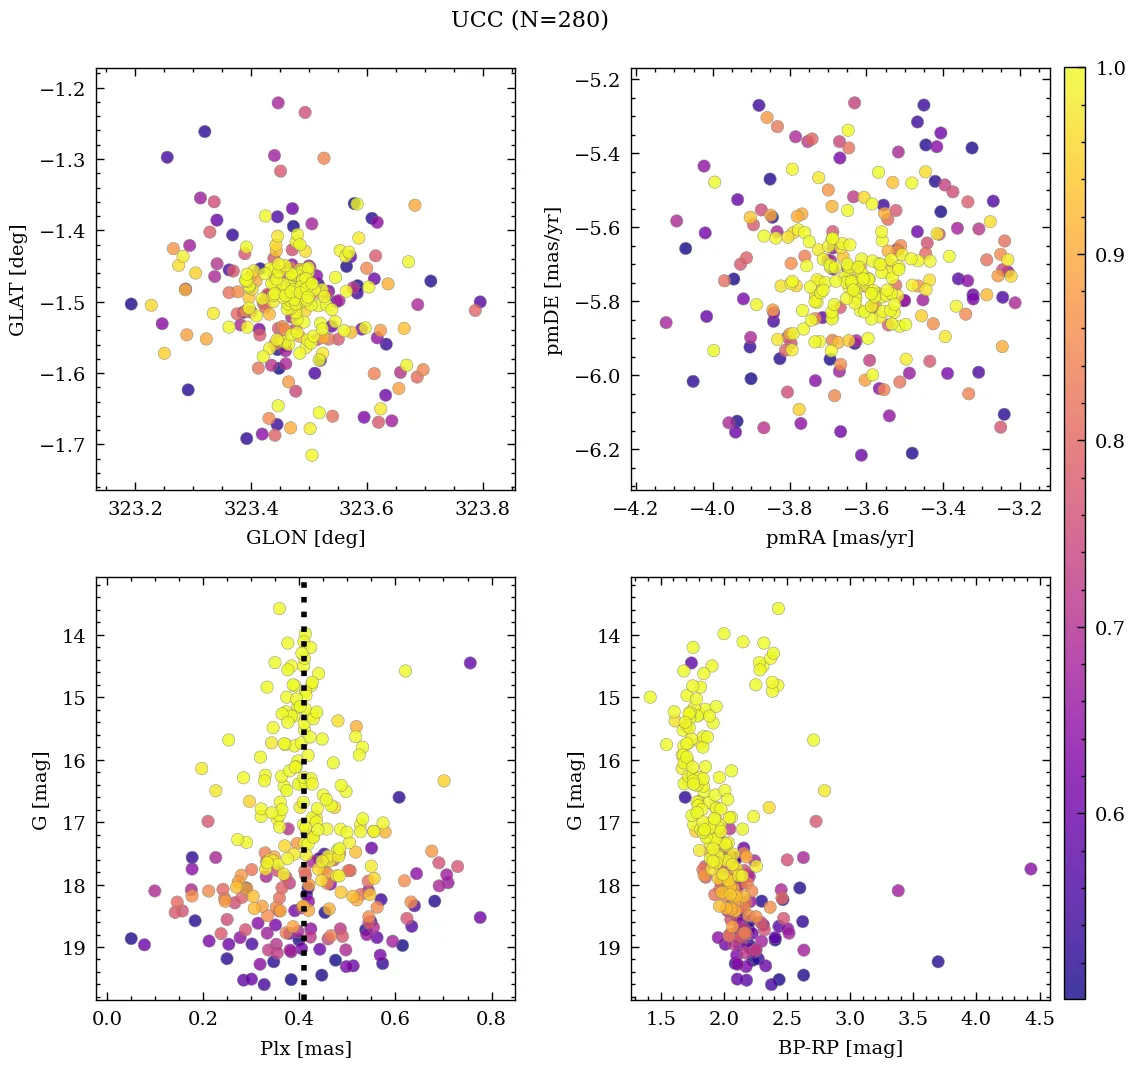 UCC (N=280)
−1.2
−1.3
−1.4
−1.5
−1.6
−1.7
GLAT [deg]
323.2 323.4 323.6 323.8
GLON [deg]
−5.2
−5.4
−5.6
−5.8
−6.0
−6.2
pmDE [mas/yr]
−4.2 −4.0 −3.8 −3.6 −3.4 −3.2
pmRA [mas/yr]
14
15
16
17
18
19
G [mag]
0.0 0.2 0.4 0.6 0.8
Plx [mas]
14
15
16
17
18
19
G [mag]
1.5 2.0 2.5 3.0 3.5 4.0 4.5
BP-RP [mag]
1.0
0.9
0.8
0.7
0.6